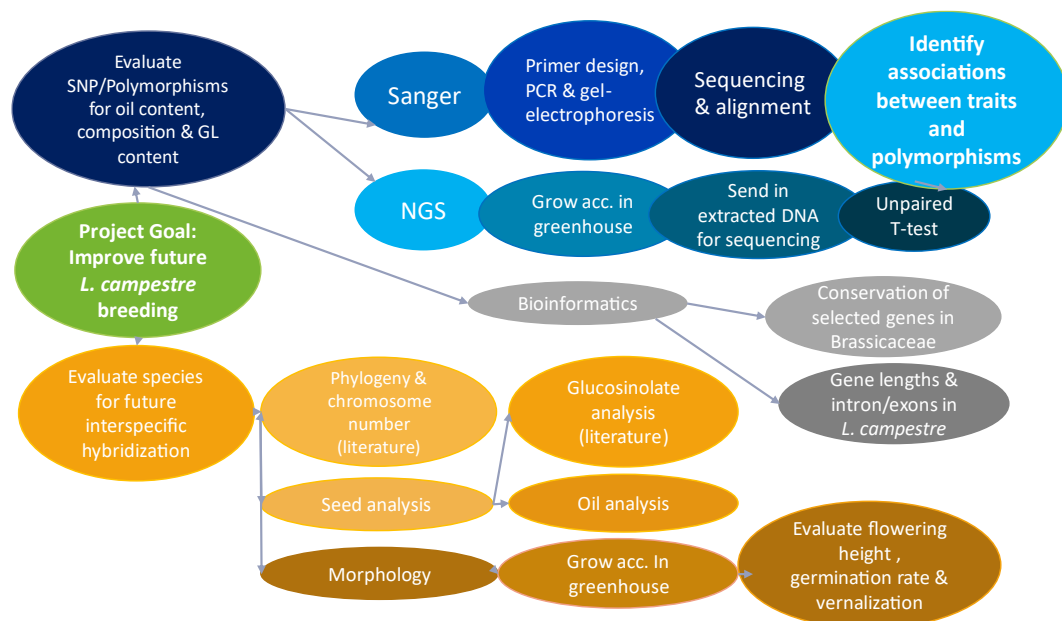 Evaluate
SNP/Polymorphisms
for oil content,
composition & GL
content
Sanger
Primer design,
PCR & gel-
electrophoresis
Sequencing
& alignment
Identify
associations
between traits
and
polymorphisms
NGS
Grow acc. in
greenhouse
Send in
extracted DNA
for sequencing
Unpaired
T-test
Project Goal:
Improve future
L. campestre
breeding
Bioinformatics
Conservation of
selected genes in
Brassicaceae
Gene lengths &
intron/exons in
L. campestre
Evaluate species
for future
interspecific
hybridization
Phylogeny &
chromosome
number
(literature)
Glucosinolate
analysis
(literature)
Seed analysis
Oil analysis
Morphology
Grow acc. In
greenhouse
Evaluate flowering
height ,
germination rate &
vernalization